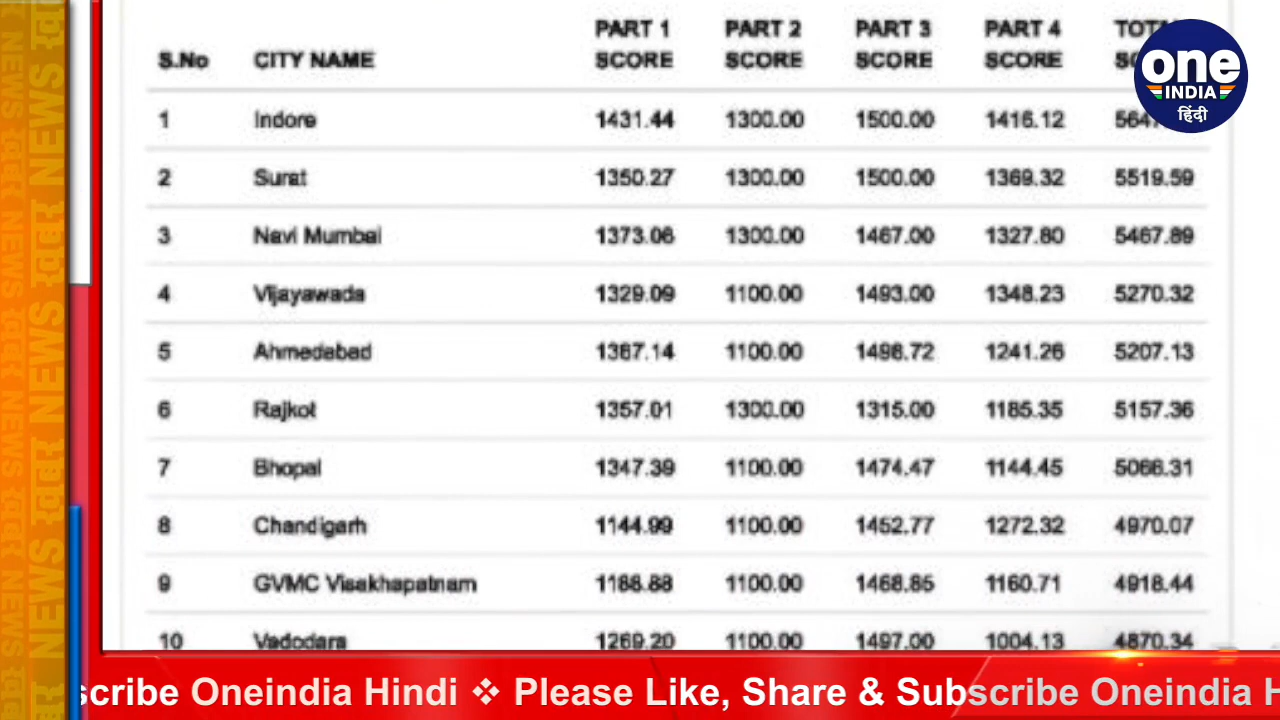 PART 1 PART 2 PART 3 PART 4
S.No CITY NAME SCORE SCORE SCORE SCORE
1 Indore 1431.44 1300.00 1500.00 1416.12
2 Surat 1350.27 1300.00 1500.00 1369.32 5519.59
3 Navi Mumbai 1373.06 1300.00 1467.00 1327.80 5467.89
4 Vijayawada 1329.09 1100.00 1493.00 1348.23 5270.32
5 Ahmedabad 1367.14 1100.00 1498.72 1241.26 5207.13
6 Rajkot 1357.01 1300.00 1315.00 1185.35 5157.36
7 Bhopal 1347.39 1100.00 1474.47 1144.45 5066.31
8 Chandigarh 1144.99 1100.00 1452.77 1272.32 4970.07
9 GVMC Visakhapatnam 1188.88 1100.00 1468.85 1160.71 4918.44
10 Vadodara 1269.20 1100.00 1497.00 1004.13 4870.34
one
INDIA
हिंदी
NEWS खबर NEWS खबर NEWS
scribe Oneindia Hindi ❖ Please Like, Share & Subscribe Oneindia H